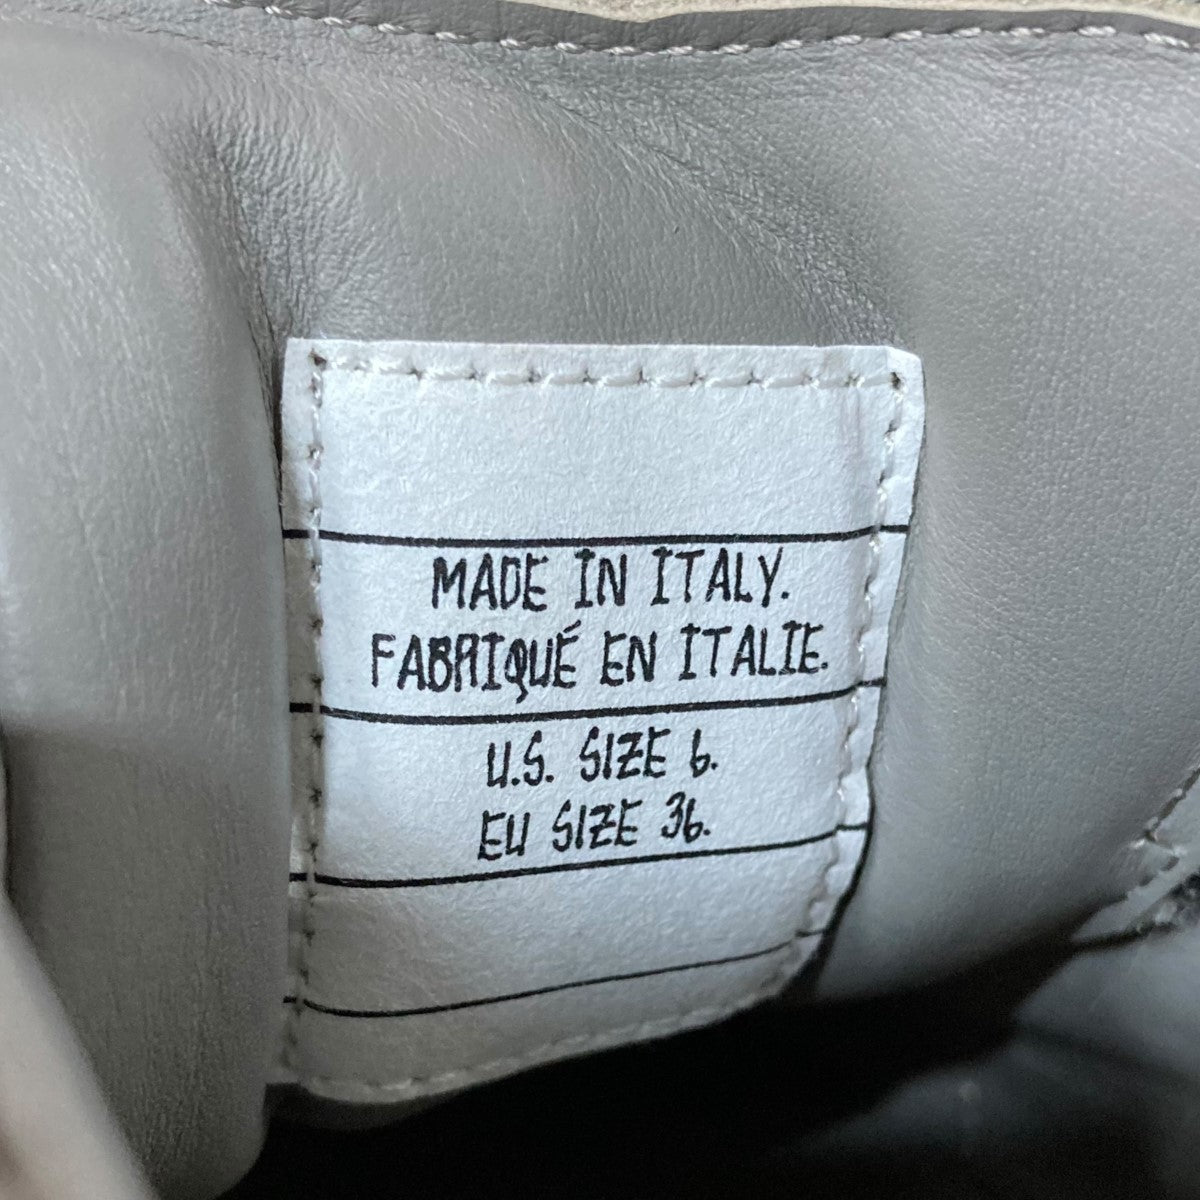 MADE IN ITALY.
FABRIQUÉ EN ITALIE.
U.S. SIZE 6.
EU SIZE 36.